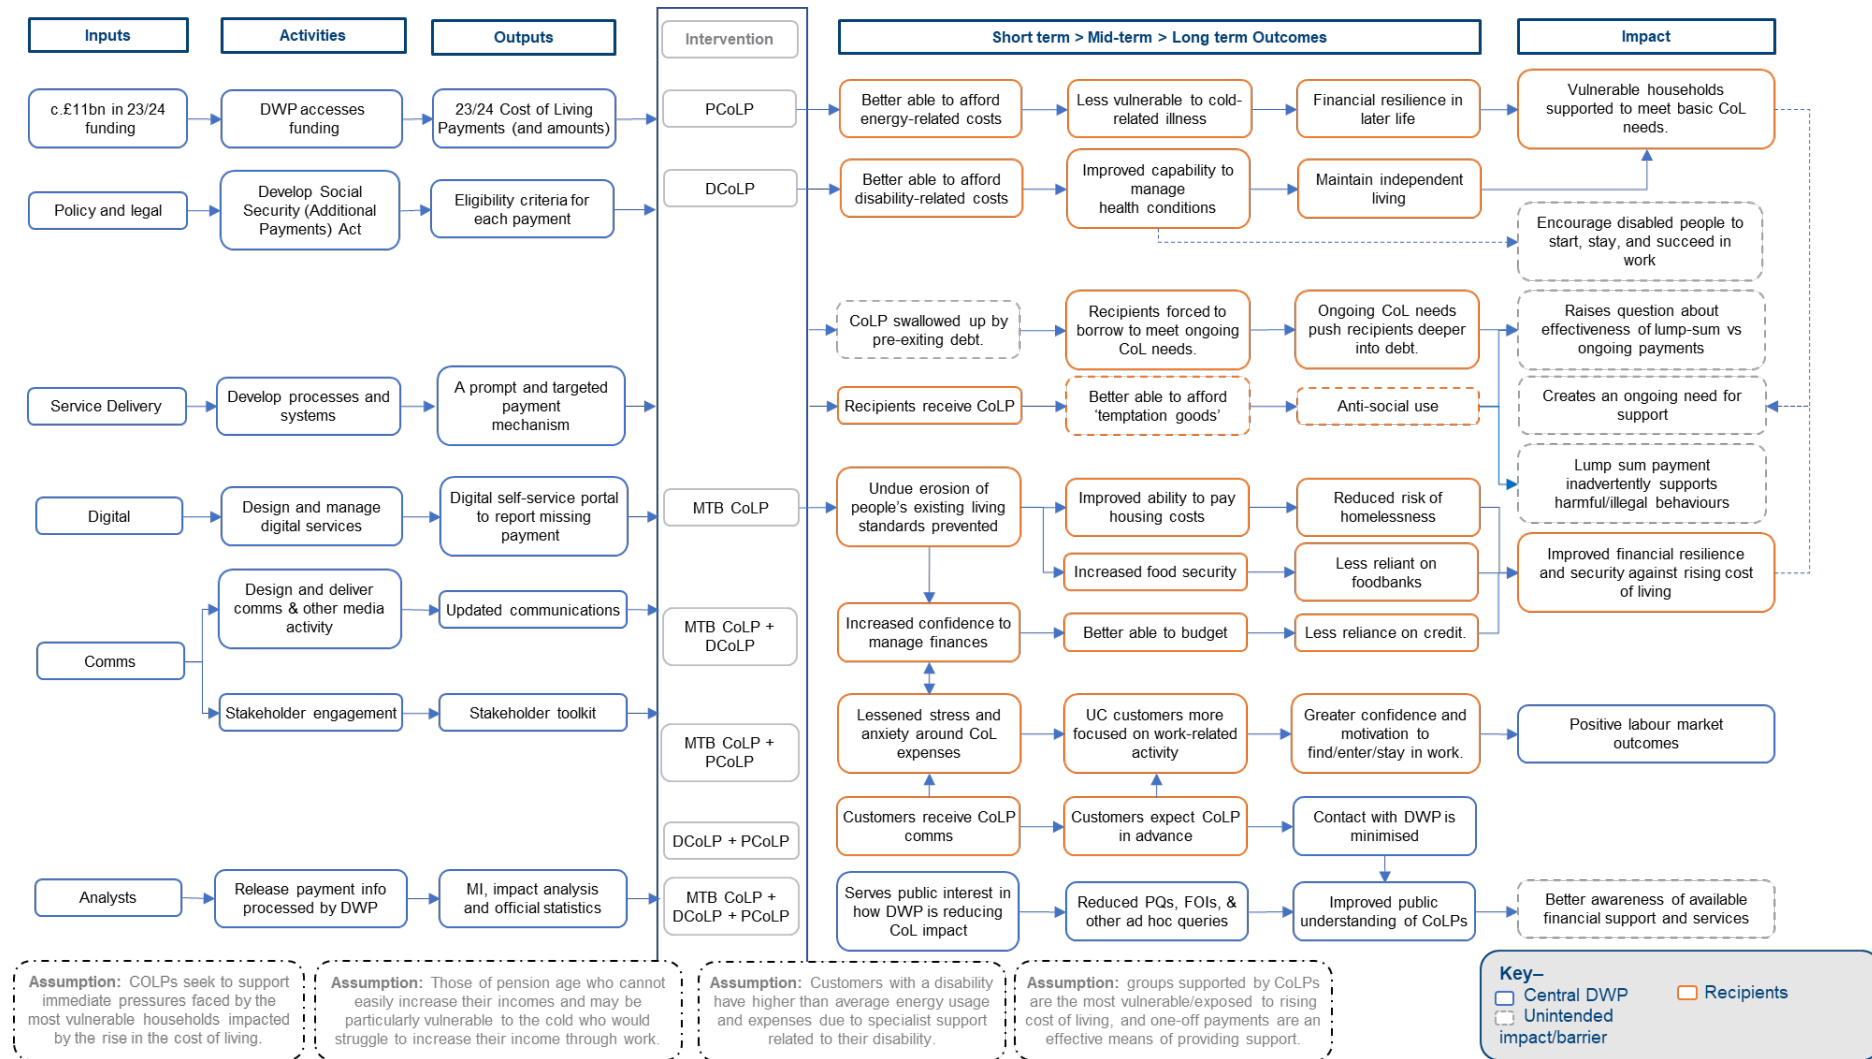 Inputs
Activities
Outputs
Intervention
Short term > Mid-term > Long term Outcomes
Impact
c.£11bn in 23/24
funding
DWP accesses
funding
23/24 Cost of Living
Payments (and amounts)
PCoLP
Better able to afford
energy-related costs
Less vulnerable to cold-
related illness
Financial resilience in
later life
Vulnerable households
supported to meet basic CoL
needs.
Policy and legal
Develop Social
Security (Additional
Payments) Act
Eligibility criteria for
each payment
DCoLP
Better able to afford
disability-related costs
Improved capability to
manage
health conditions
Maintain independent
living
Encourage disabled people to
start, stay, and succeed in
work
CoLP swallowed up by
pre-exiting debt.
Recipients forced to
borrow to meet ongoing
CoL needs.
Ongoing CoL needs
push recipients deeper
into debt.
Raises question about
effectiveness of lump-sum vs
ongoing payments
Service Delivery
Develop processes and
systems
A prompt and targeted
payment
mechanism
Recipients receive CoLP
Better able to afford
‘temptation goods’
Anti-social use
Creates an ongoing need for
support
Lump sum payment
inadvertently supports
harmful/illegal behaviours
Digital
Design and manage
digital services
Digital self-service portal
to report missing
payment
MTB CoLP
Undue erosion of
people’s existing living
standards prevented
Improved ability to pay
housing costs
Reduced risk of
homelessness
Increased food security
Less reliant on
foodbanks
Improved financial resilience
and security against rising cost
of living
Comms
Design and deliver
comms & other media
activity
Updated communications
MTB CoLP +
DCoLP
Increased confidence to
manage finances
Better able to budget
Less reliance on credit.
Stakeholder engagement
Stakeholder toolkit
MTB CoLP +
PCoLP
Lessened stress and
anxiety around CoL
expenses
UC customers more
focused on work-related
activity
Greater confidence and
motivation to
find/enter/stay in work.
Positive labour market
outcomes
DCoLP + PCoLP
Customers receive CoLP
comms
Customers expect CoLP
in advance
Contact with DWP is
minimised
Analysts
Release payment info
processed by DWP
MI, impact analysis
and official statistics
MTB CoLP +
DCoLP + PCoLP
Serves public interest in
how DWP is reducing
CoL impact
Reduced PQs, FOIs, &
other ad hoc queries
Improved public
understanding of CoLPs
Better awareness of available
financial support and services
Assumption: COLPs seek to support
immediate pressures faced by the
most vulnerable households impacted
by the rise in the cost of living.
Assumption: Those of pension age who cannot
easily increase their incomes and may be
particularly vulnerable to the cold who would
struggle to increase their income through work.
Assumption: Customers with a disability
have higher than average energy usage
and expenses due to specialist support
related to their disability.
Assumption: groups supported by CoLPs
are the most vulnerable/exposed to rising
cost of living, and one-off payments are an
effective means of providing support.
Key–
Central DWP
Recipients
Unintended
impact/barrier